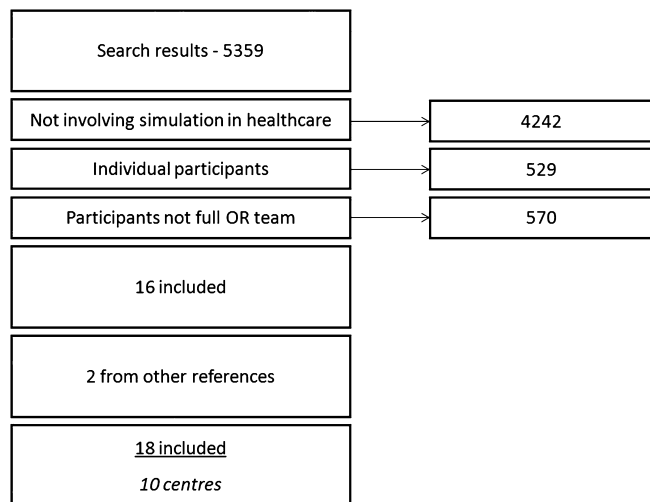 Search results - 5359
Not involving simulation in healthcare
4242
Individual participants
529
Participants not full OR team
570
16 included
2 from other references
18 included
10 centres